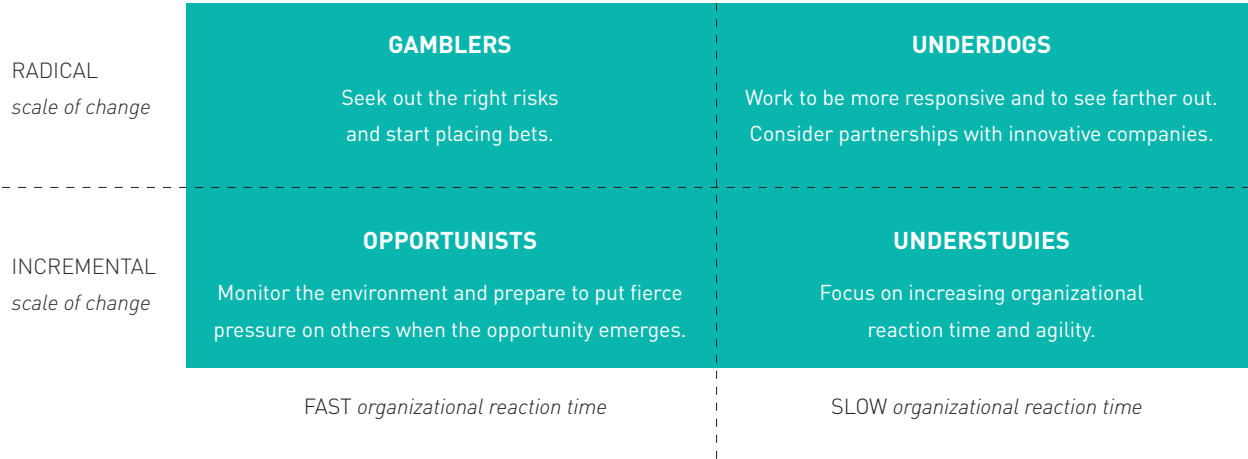 RADICAL
scale of change
GAMBLERS
Seek out the right risks
and start placing bets.
UNDERDOGS
Work to be more responsive and to see farther out.
Consider partnerships with innovative companies.
INCREMENTAL
scale of change
OPPORTUNISTS
Monitor the environment and prepare to put fierce
pressure on others when the opportunity emerges.
UNDERSTUDIES
Focus on increasing organizational
reaction time and agility.
FAST organizational reaction time
SLOW organizational reaction time